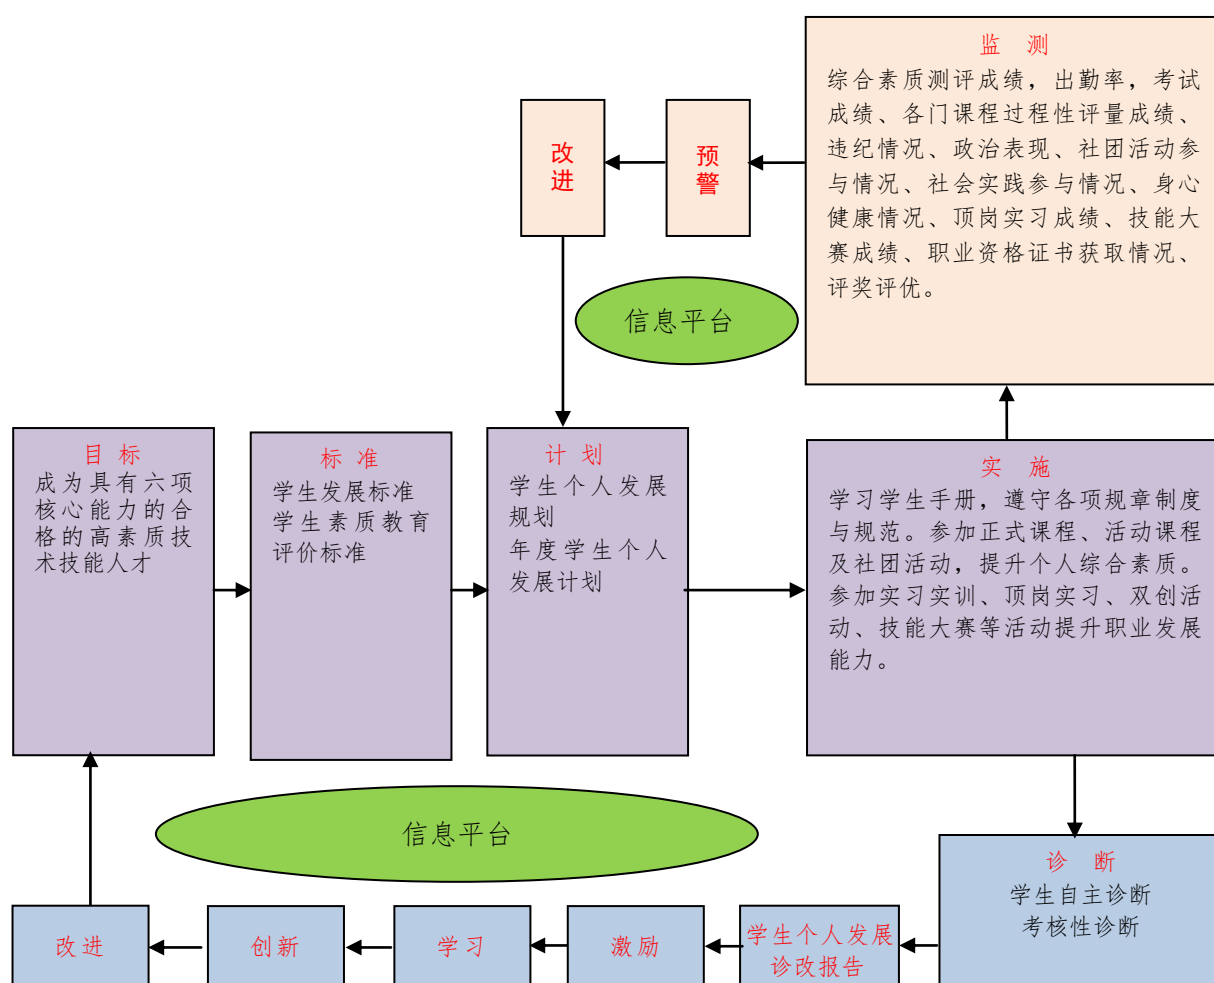 监 测
综合素质测评成绩，出勤率，考试
成绩、各门课程过程性评量成绩、
违纪情况、政治表现、社团活动参
与情况、社会实践参与情况、身心
健康情况、顶岗实习成绩、技能大
赛成绩、职业资格证书获取情况、
评奖评优。
改
进
预
警
信息平台
目 标
成为具有六项
核心能力的合
格的高素质技
术技能人才
标 准
学生发展标准
学生素质教育
评价标准
计 划
学生个人发展
规划
年度学生个人
发展计划
实 施
学习学生手册，遵守各项规章制度
与规范。参加正式课程、活动课程
及社团活动，提升个人综合素质。
参加实习实训、顶岗实习、双创活
动、技能大赛等活动提升职业发展
能力。
信息平台
诊 断
学生自主诊断
考核性诊断
改进
创新
学习
激励
学生个人发展
诊改报告